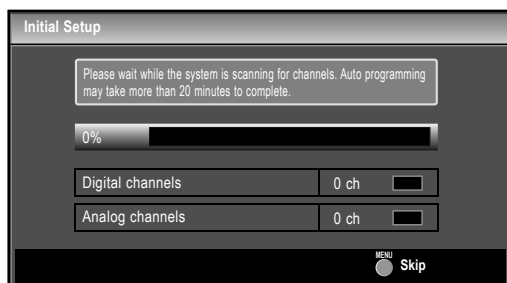 Initial Setup
Please wait while the system is scanning for channels. Auto programming
may take more than 20 minutes to complete.
0%
Digital channels 0 ch
Analog channels 0 ch
MENU Skip